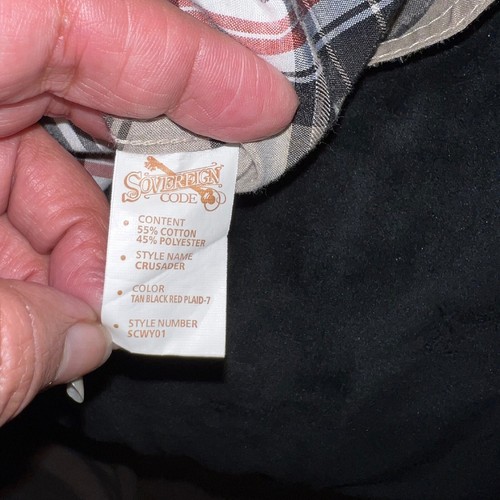 SOVEREIGN
CODE
• CONTENT
55% COTTON
45% POLYESTER
• STYLE NAME
CRUSADER
• COLOR
TAN BLACK RED PLAID-7
• STYLE NUMBER
SCWY01